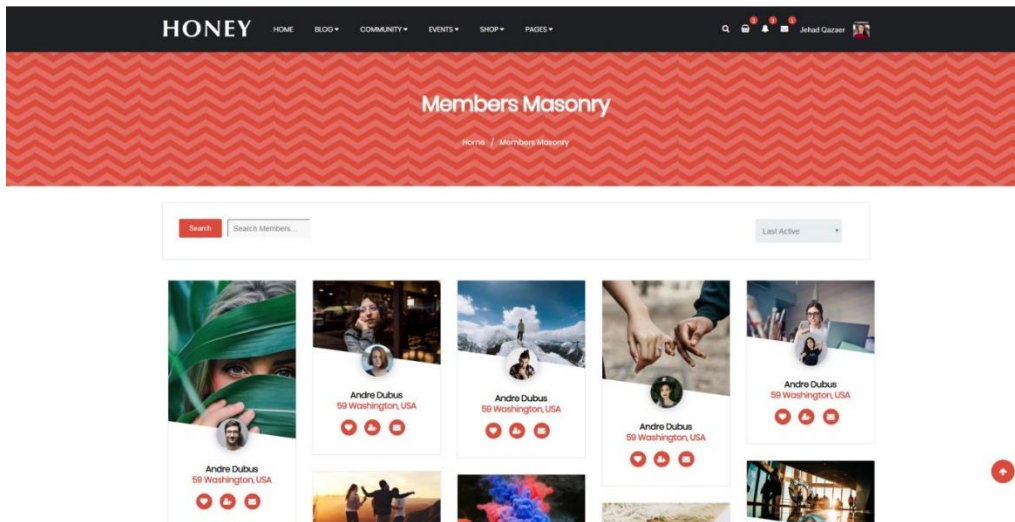 HONEY HOME BLOG COMMUNITY EVENTS SHOP PAGES Jehad Qazaer
Members Masonry
Home / Members Masonry
Search Search Members... Last Active
Andre Dubus
59 Washington, USA
Andre Dubus
59 Washington, USA
Andre Dubus
59 Washington, USA
Andre Dubus
59 Washington, USA
Andre Dubus
59 Washington, USA